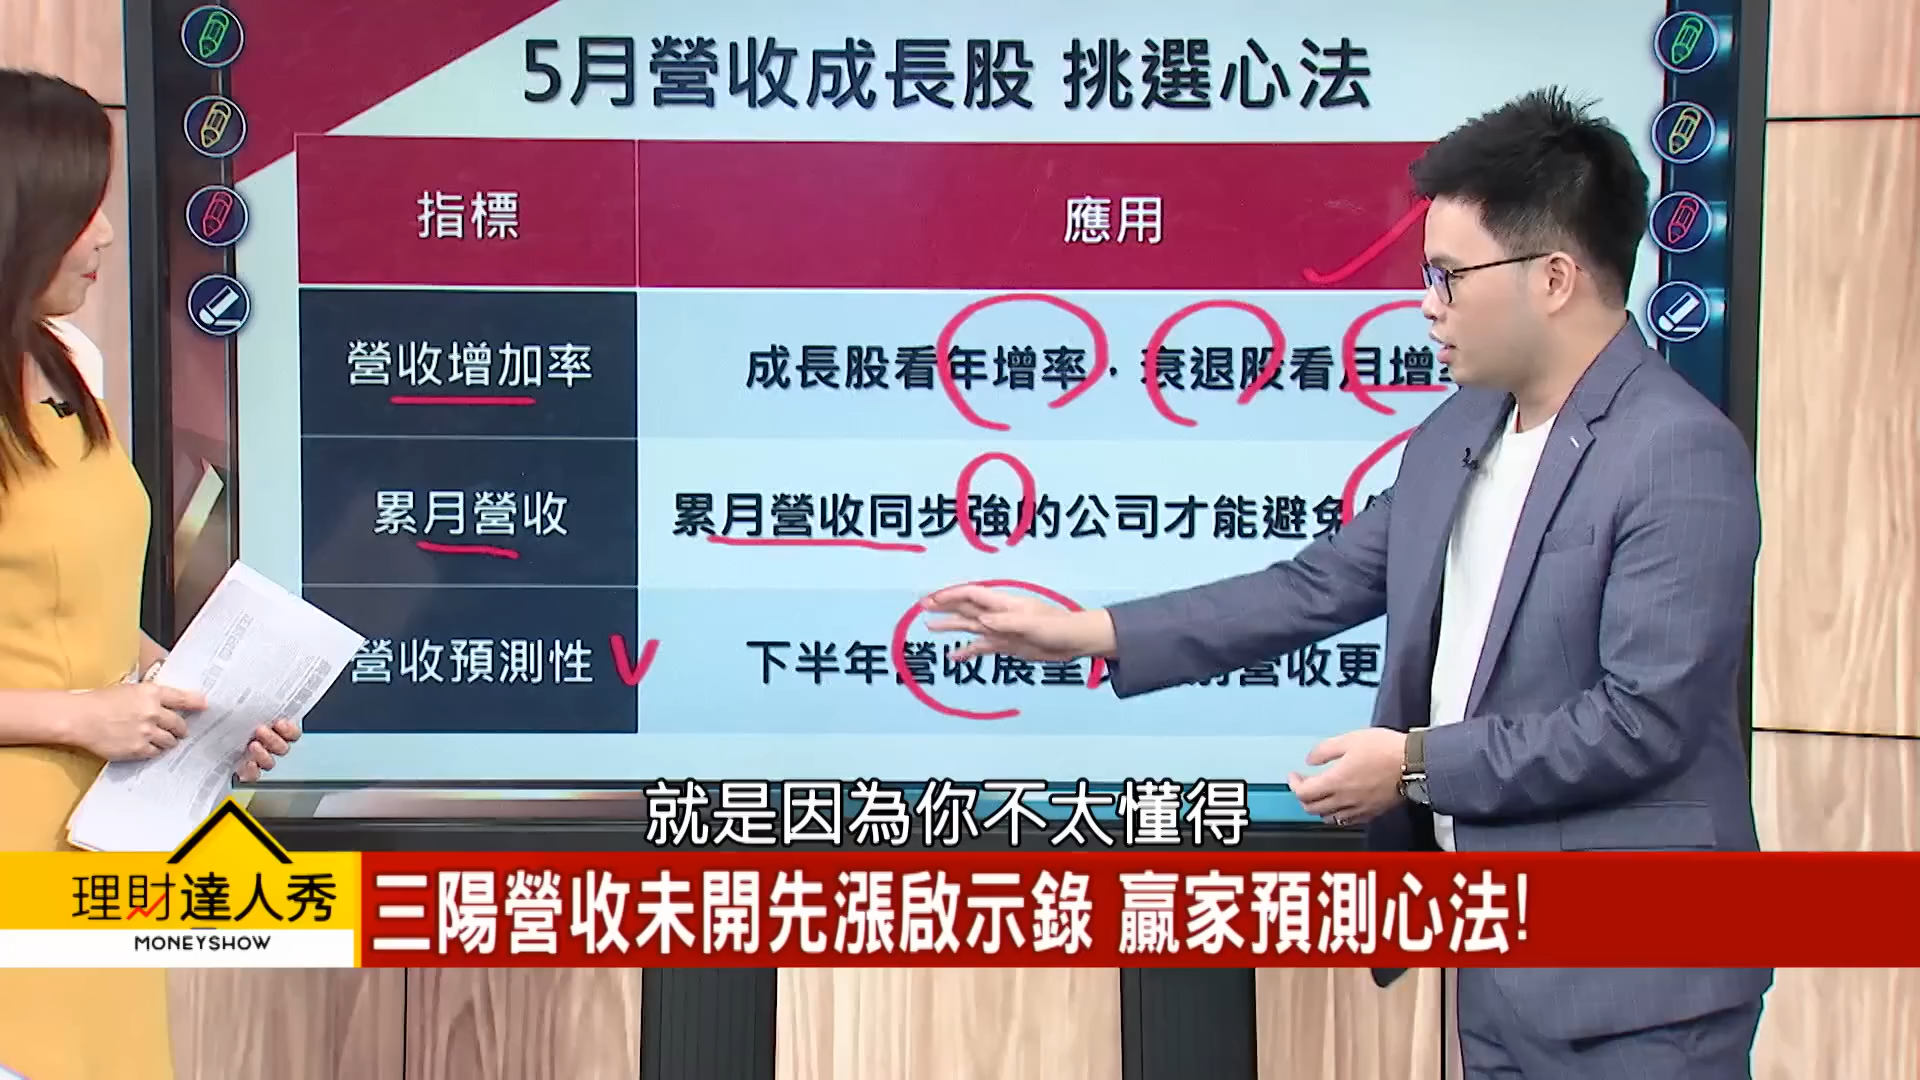 5月營收成長股 挑選心法
指標
應用
營收增加率
成長股看年增率，衰退股看月增
累月營收
累月營收同步強的公司才能避免
營收預測性
下半年營收展望 營收更
就是因為你不太懂得
理財達人秀
MONEYSHOW
三陽營收未開先漲啟示錄 贏家預測心法!